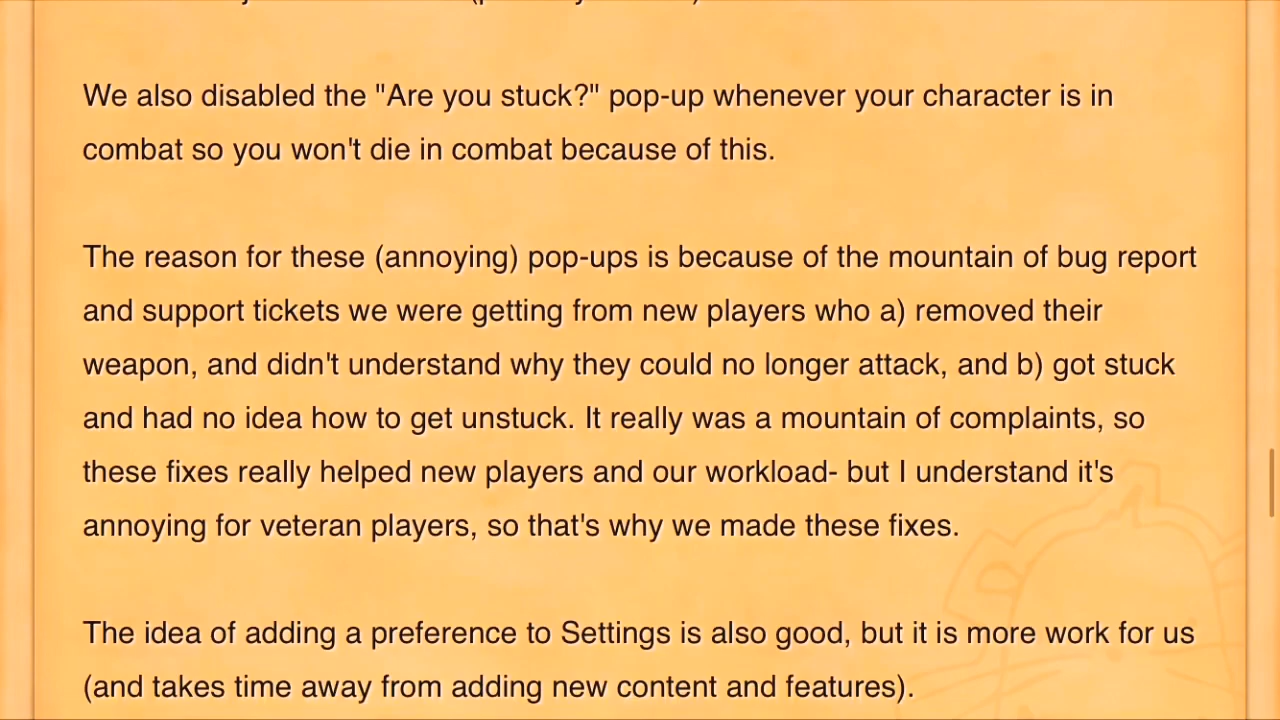 We also disabled the "Are you stuck?" pop-up whenever your character is in
combat so you won't die in combat because of this.
The reason for these (annoying) pop-ups is because of the mountain of bug report
and support tickets we were getting from new players who a) removed their
weapon, and didn't understand why they could no longer attack, and b) got stuck
and had no idea how to get unstuck. It really was a mountain of complaints, so
these fixes really helped new players and our workload- but I understand it's
annoying for veteran players, so that's why we made these fixes.
The idea of adding a preference to Settings is also good, but it is more work for us
(and takes time away from adding new content and features).